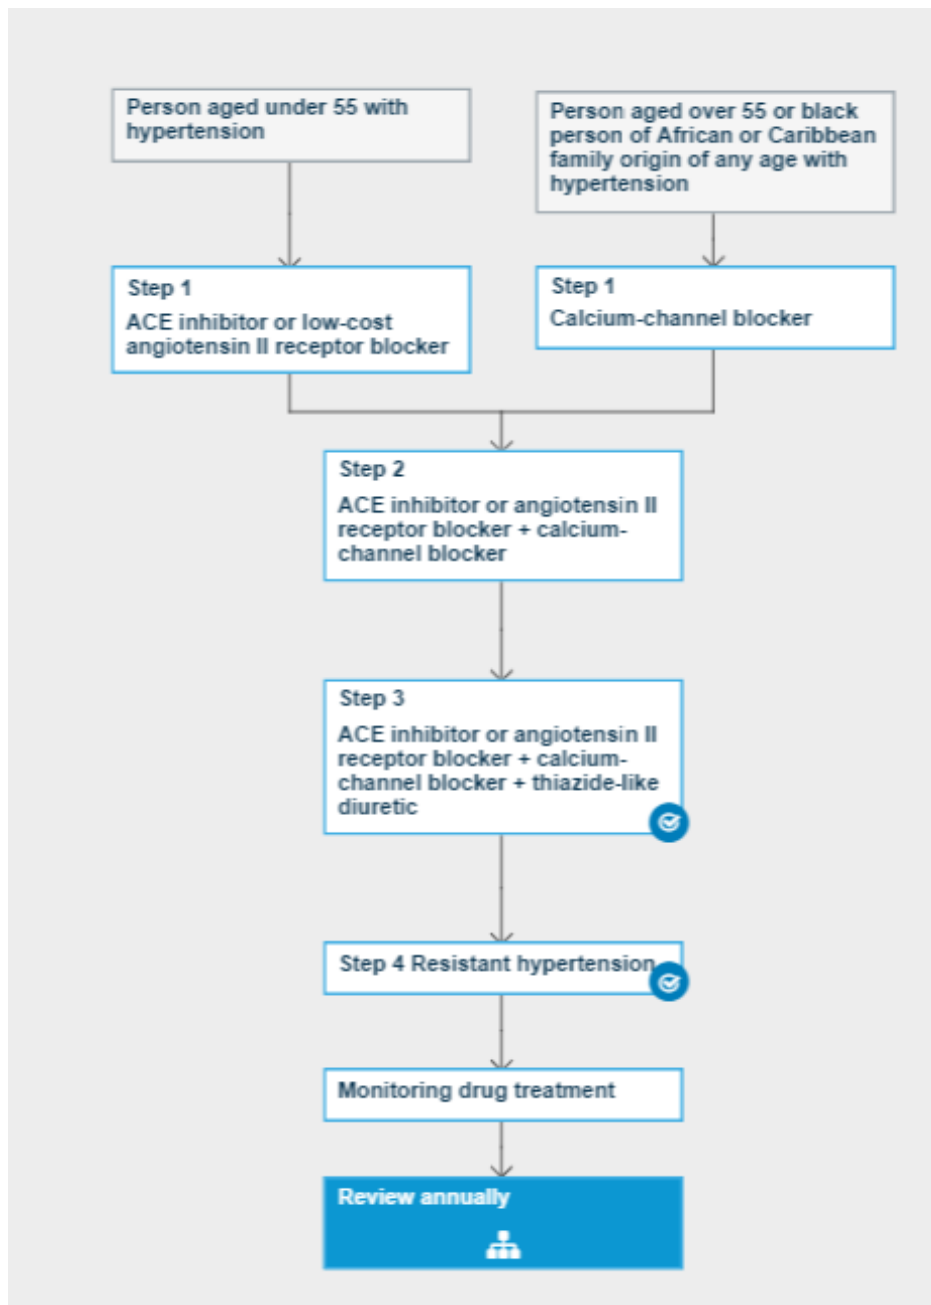 Person aged under 55 with
hypertension
Person aged over 55 or black
person of African or Caribbean
family origin of any age with
hypertension
Step 1
ACE inhibitor or low-cost
angiotensin II receptor blocker
Step 1
Calcium-channel blocker
Step 2
ACE inhibitor or angiotensin II
receptor blocker + calcium-
channel blocker
Step 3
ACE inhibitor or angiotensin II
receptor blocker + calcium-
channel blocker + thiazide-like
diuretic
Step 4 Resistant hypertension
Monitoring drug treatment
Review annually